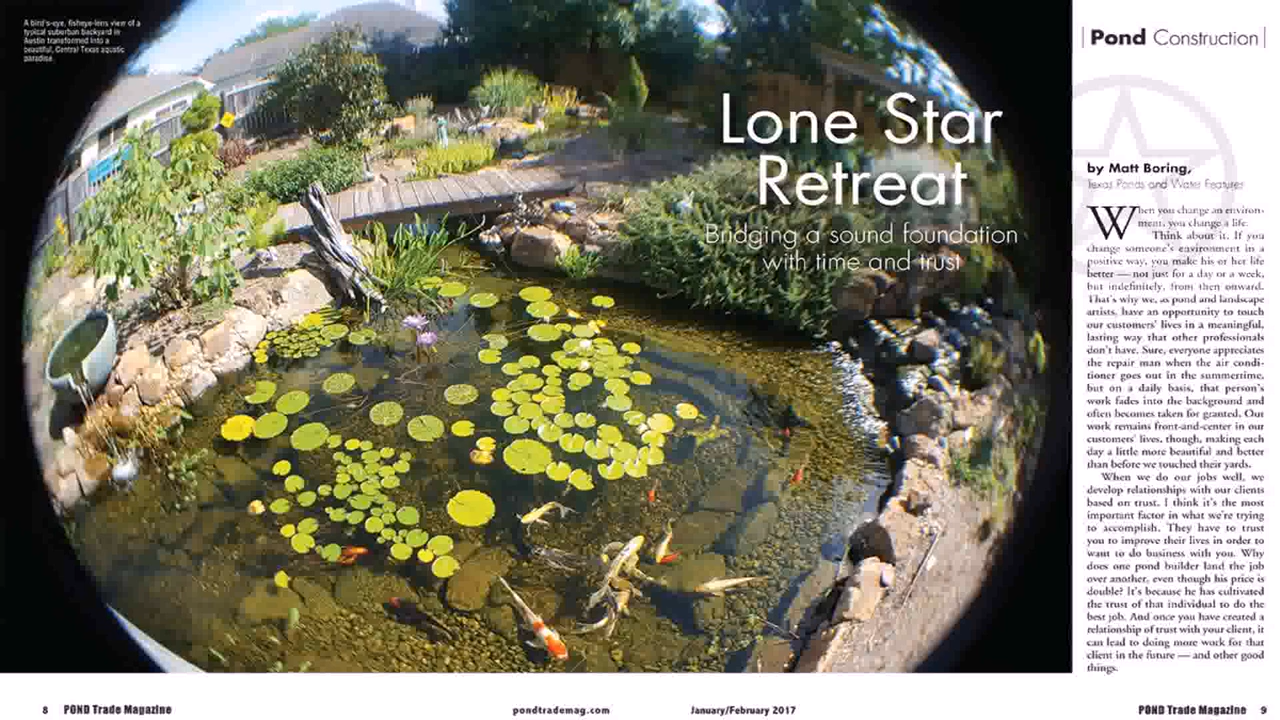 A bird's-eye, fisheye-lens view of a
typical suburban backyard in
Austin transformed into a
beautiful, Central Texas aquatic
paradise.
Lone Star
Retreat
Bridging a sound foundation
with time and trust
Pond Construction
by Matt Boring,
Texas Ponds and Water Features
When you change an environ-
ment, you change a life.
Think about it. If you
change someone's environment in a
positive way, you make his or her life
better — not just for a day or a week,
but indefinitely, from then onward.
That's why we, as pond and landscape
artists, have an opportunity to touch
our customers' lives in a meaningful,
lasting way that other professionals
don't have. Sure, everyone appreciates
the repair man when the air condi-
tioner goes out in the summertime,
but on a daily basis, that person's
work fades into the background and
often becomes taken for granted. Our
work remains front-and-center in our
customers' lives, though, making each
day a little more beautiful and better
than before we touched their yards.
When we do our jobs well, we
develop relationships with our clients
based on trust. I think it's the most
important factor in what we're trying
to accomplish. They have to trust
you to improve their lives in order to
want to do business with you. Why
does one pond builder land the job
over another, even though his price is
double? It's because he has cultivated
the trust of that individual to do the
best job. And once you have created a
relationship of trust with your client, it
can lead to doing more work for that
client in the future — and other good
things.
8 POND Trade Magazine
pondtrademag.com
January/February 2017
POND Trade Magazine 9